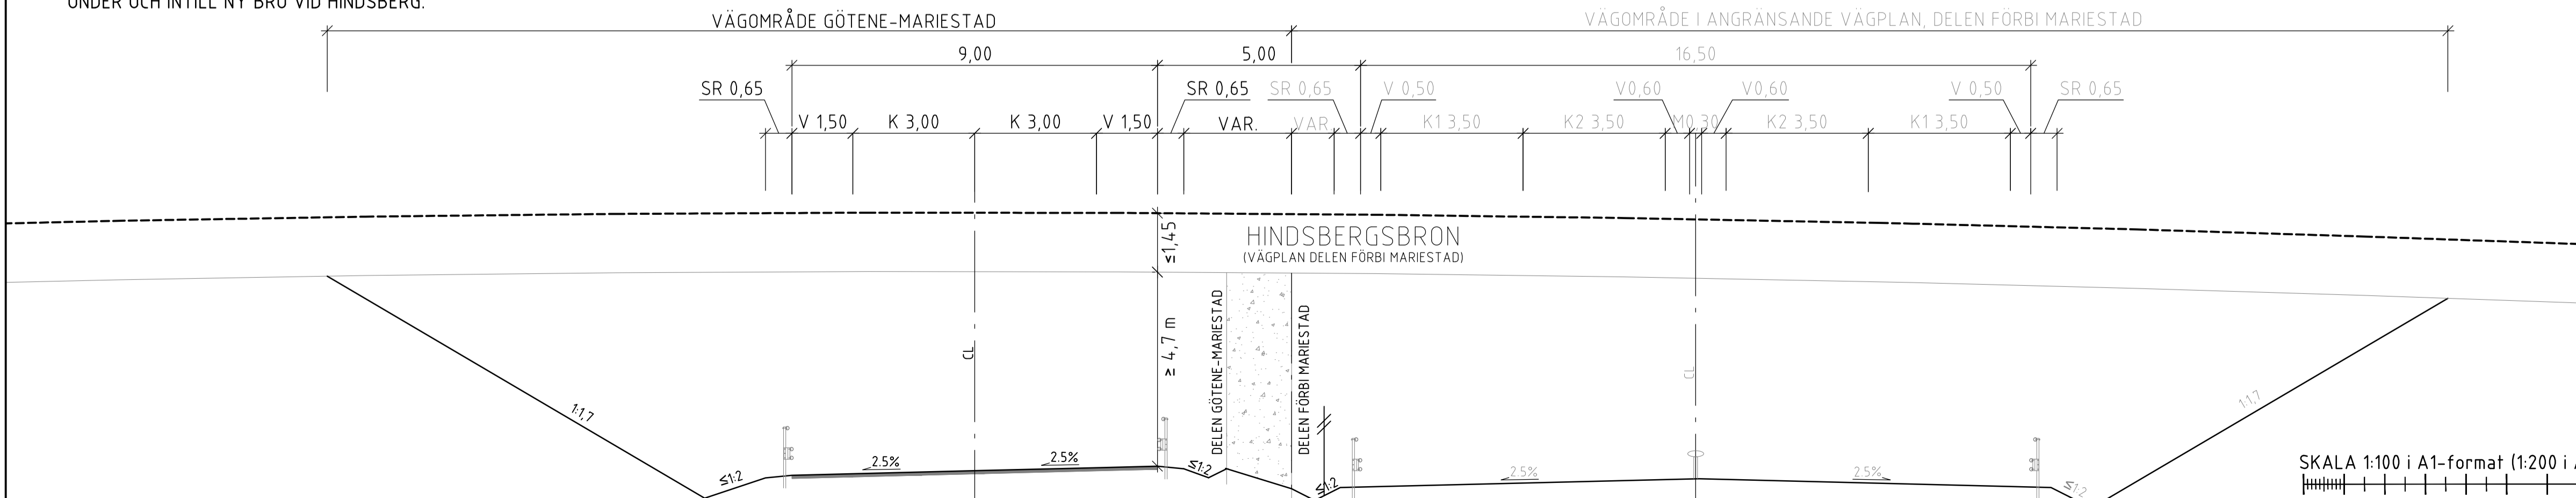 UNDER OCH INTILL NY BRO VID HINDSBERG.
VÄGOMRÅDE GÖTENE-MARIESTAD
VÄGOMRÅDE I ANGRÄNSANDE VÄGPLAN, DELEN FÖRBI MARIESTAD
9,00
5,00
16,50
SR 0,65
SR 0,65
SR 0,65
V 0,50
V0,60
V0,60
V 0,50
SR 0,65
V 1,50
K 3,00
K 3,00
V 1,50
VAR.
VAR.
K1 3,50
K2 3,50
M0,30
K2 3,50
K1 3,50
≤1,45
HINDSBERGSBRON
(VÄGPLAN DELEN FÖRBI MARIESTAD)
≥ 4,7 m
DELEN GÖTENE-MARIESTAD
DELEN FÖRBI MARIESTAD
CL
CL
1:1,7
1:1,7
≤1:2
2.5%
2.5%
≤1:2
≤1:2
2.5%
2.5%
≤1:2
SKALA 1:100 i A1-format (1:200 i